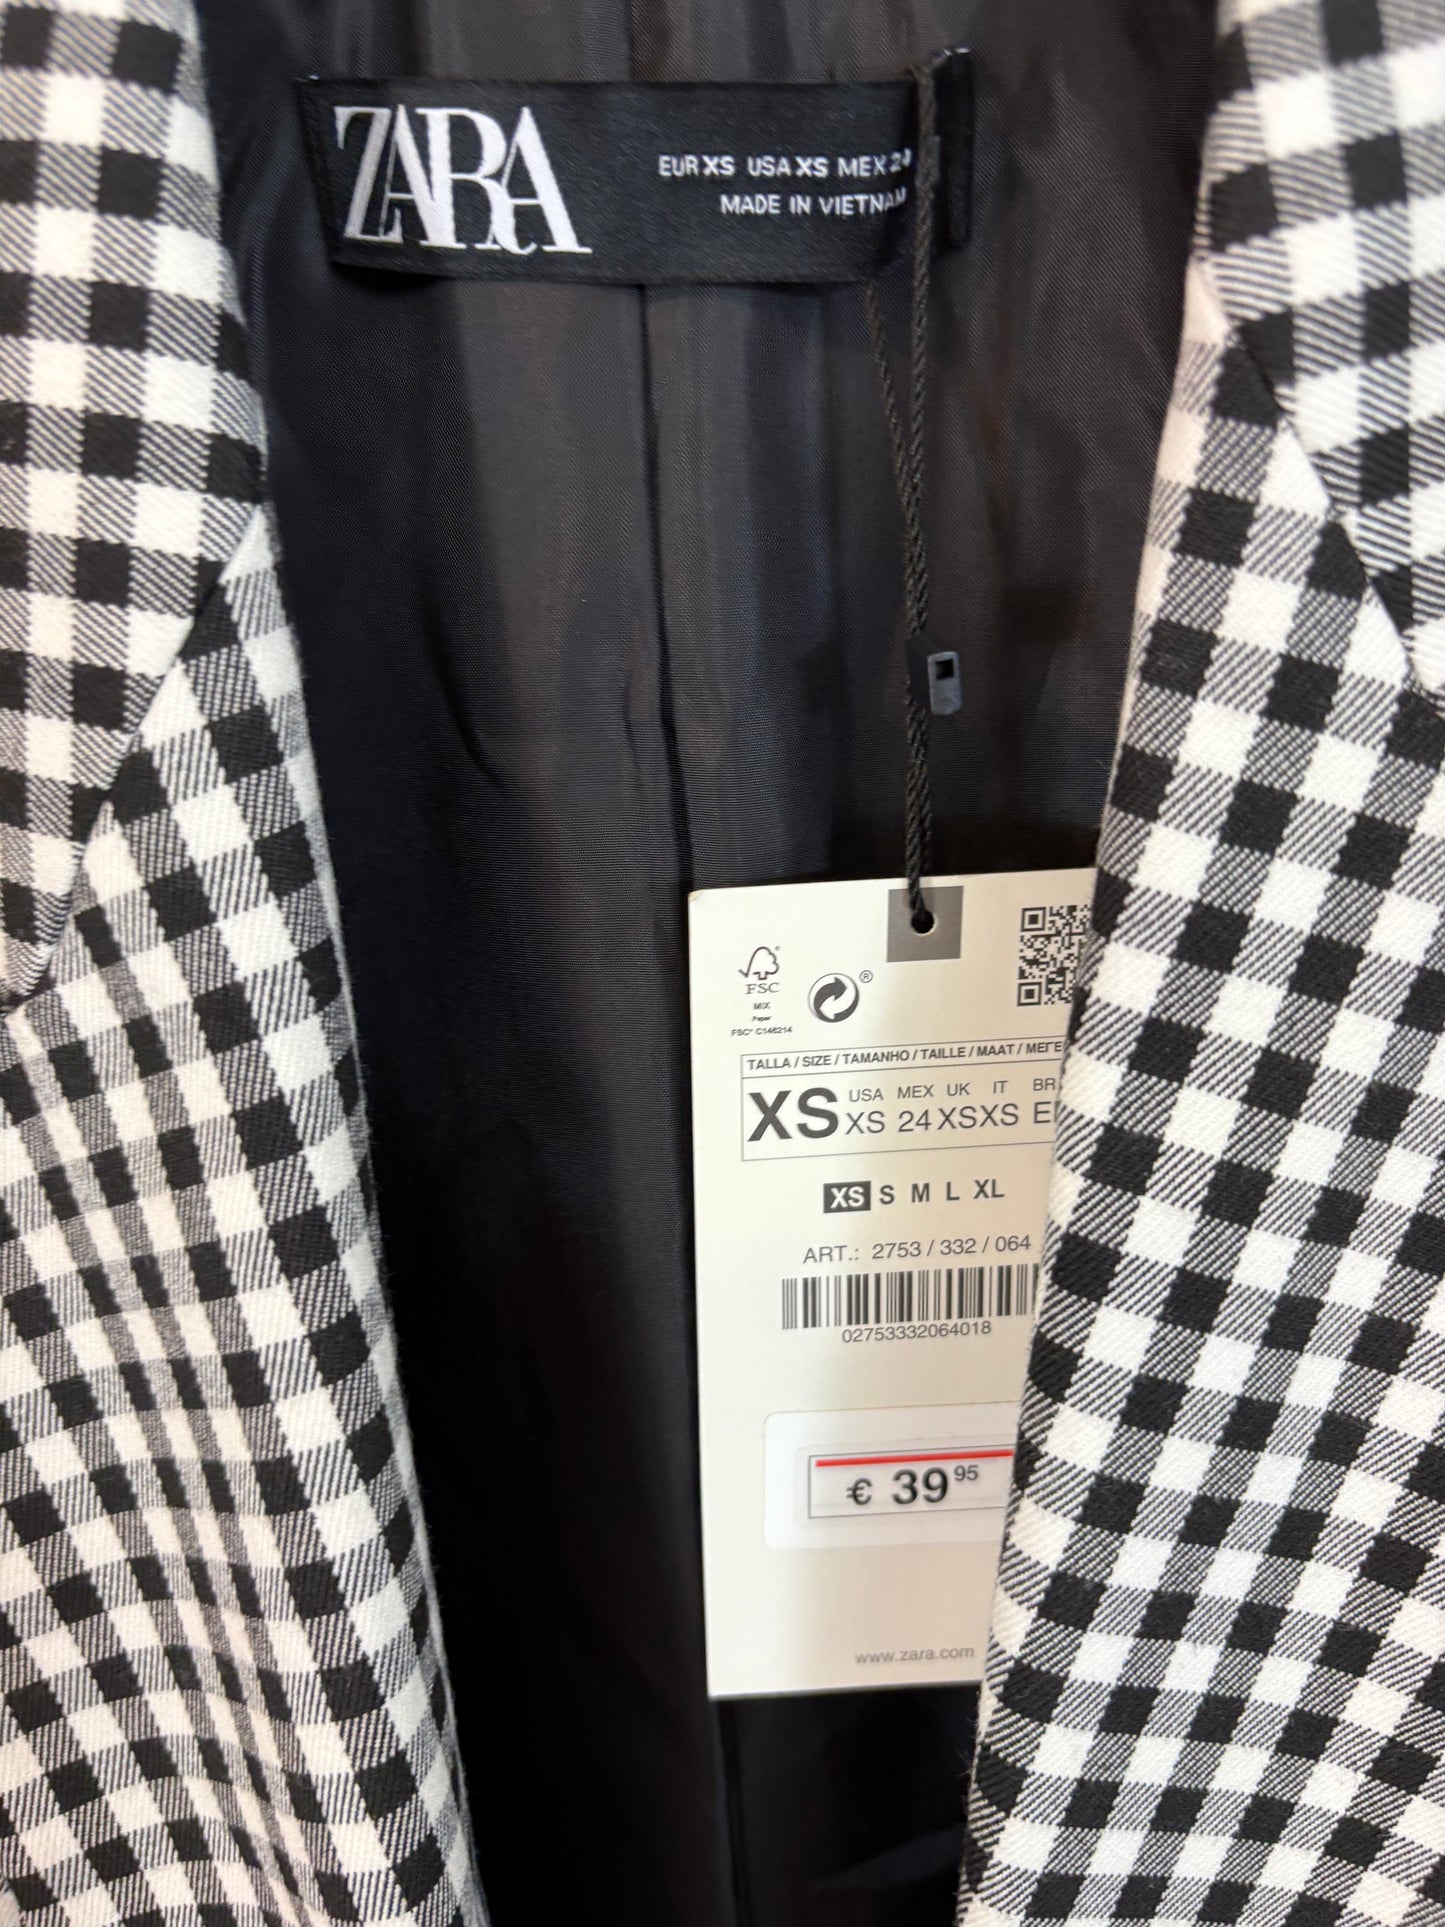 ZARA
EUR XS USA XS MEX 24
MADE IN VIETNAM
FSC
MIX
Paper
FSC® C146214
®
TALLA / SIZE / TAMANHO / TAILLE / MAAT /
XS
USA MEX UK IT BR
XS 24 XS XS
XS S M L XL
ART.: 2753 / 332 / 064
02753332064018
€ 39 95
www.zara.com